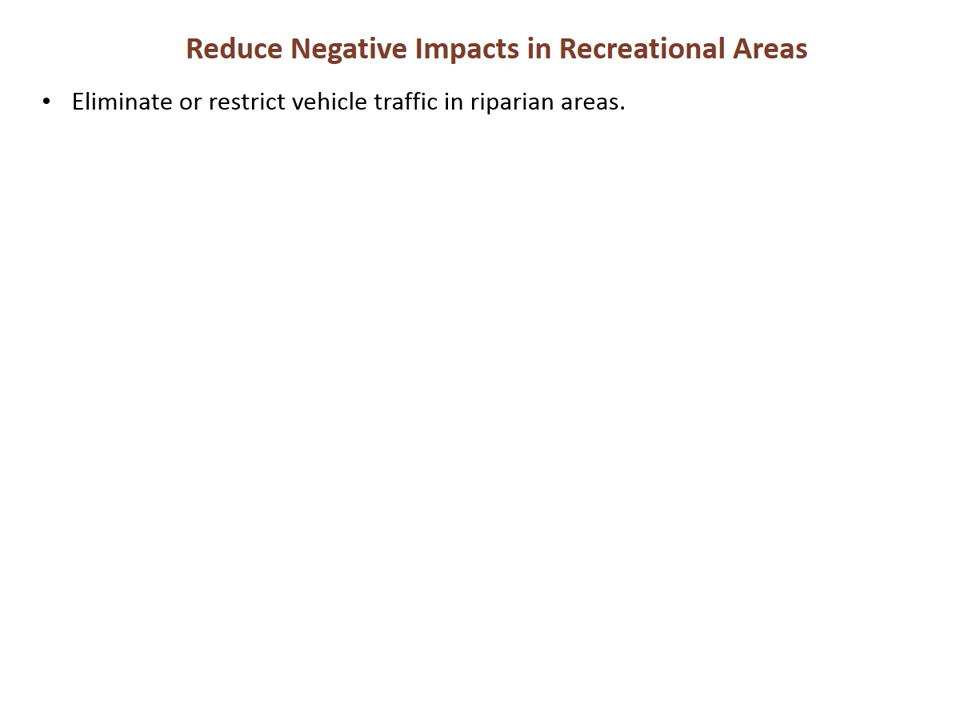 Reduce Negative Impacts in Recreational Areas
• Eliminate or restrict vehicle traffic in riparian areas.